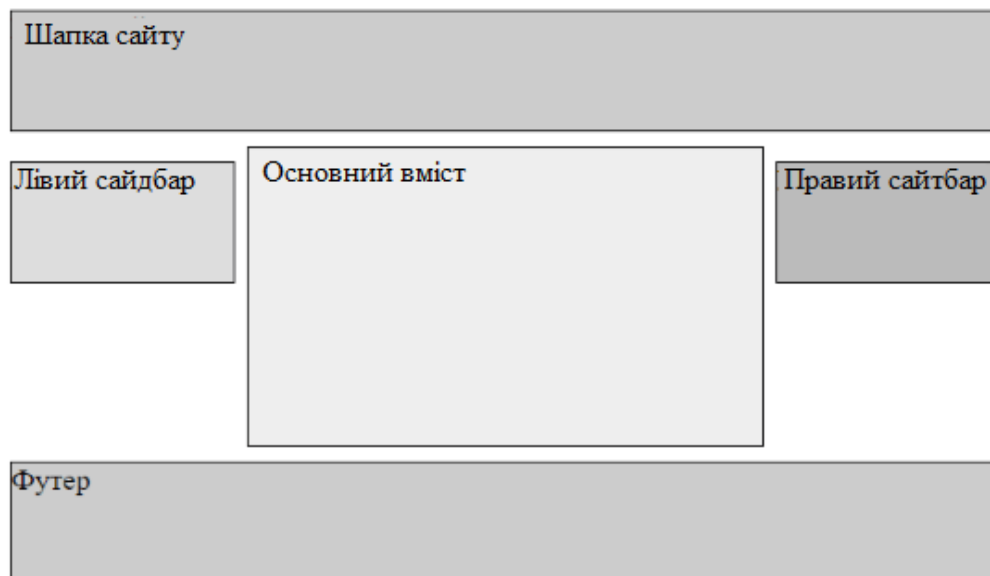 Шапка сайту
Лівий сайдбар
Основний вміст
Правий сайтбар
Футер